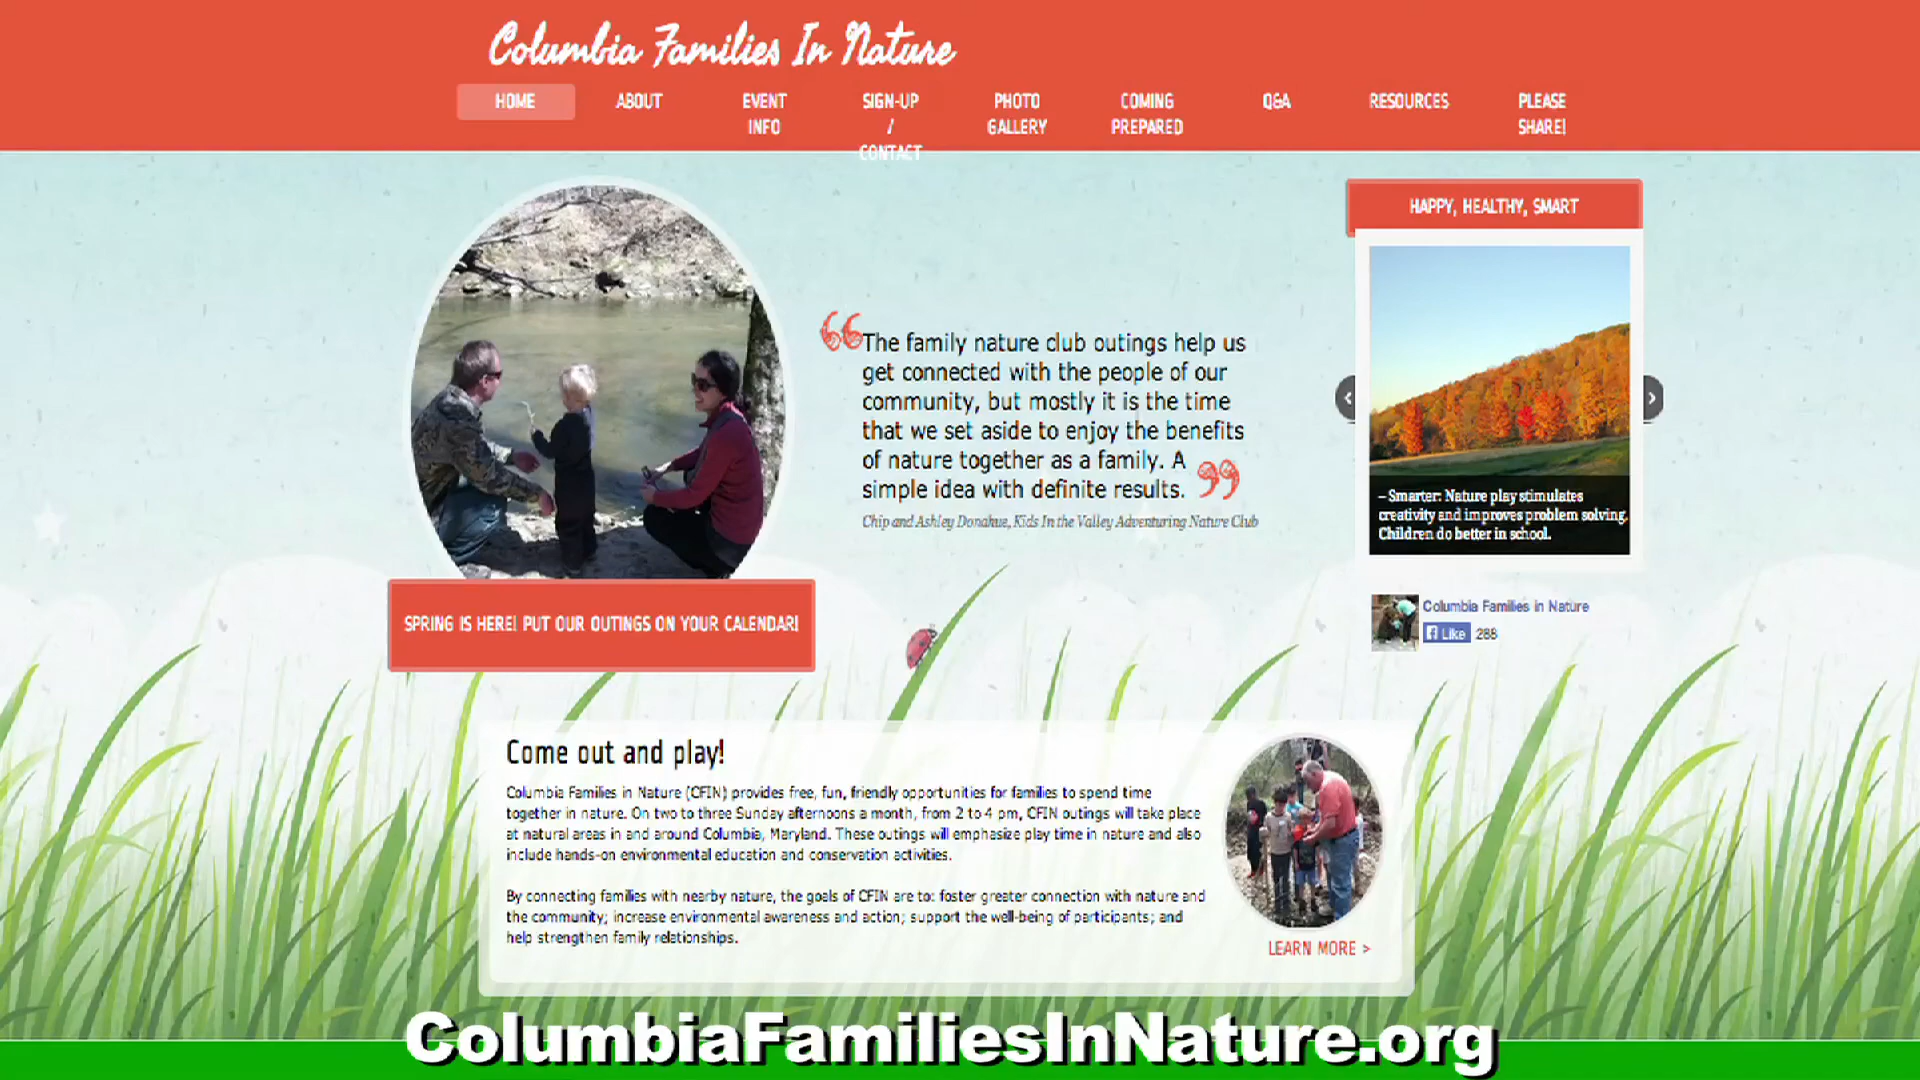 Columbia Families In Nature
HOME
ABOUT
EVENT
INFO
SIGN-UP
/
CONTACT
PHOTO
GALLERY
COMING
PREPARED
Q&A
RESOURCES
PLEASE
SHARE!
HAPPY, HEALTHY, SMART
“The family nature club outings help us
get connected with the people of our
community, but mostly it is the time
that we set aside to enjoy the benefits
of nature together as a family. A
simple idea with definite results. ”
Chip and Ashley Donahue, Kids In the Valley Adventuring Nature Club
– Smarter: Nature play stimulates
creativity and improves problem solving.
Children do better in school.
Columbia Families in Nature
Like 288
SPRING IS HERE! PUT OUR OUTINGS ON YOUR CALENDAR!
Come out and play!
Columbia Families in Nature (CFIN) provides free, fun, friendly opportunities for families to spend time
together in nature. On two to three Sunday afternoons a month, from 2 to 4 pm, CFIN outings will take place
at natural areas in and around Columbia, Maryland. These outings will emphasize play time in nature and also
include hands-on environmental education and conservation activities.
By connecting families with nearby nature, the goals of CFIN are to: foster greater connection with nature and
the community; increase environmental awareness and action; support the well-being of participants; and
help strengthen family relationships.
LEARN MORE >
ColumbiaFamiliesInNature.org